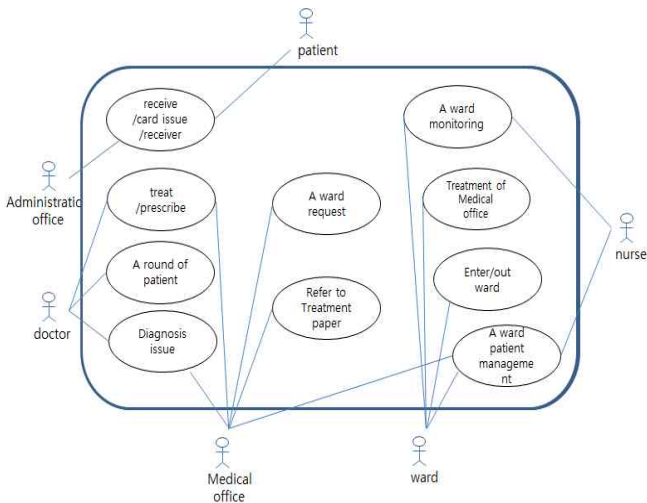 patient
receive
/card issue
/receiver
A ward
monitoring
Administratic
office
treat
/prescribe
A ward
request
Treatment of
Medical
office
nurse
A round of
patient
Enter/out
ward
doctor
Refer to
Treatment
paper
Diagnosis
issue
A ward
patient
manageme
nt
Medical
office
ward